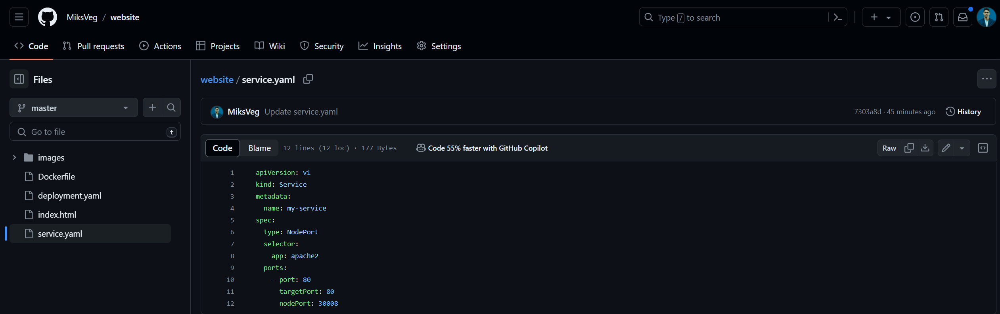 MiksVeg / website
Type / to search
Code Pull requests Actions Projects Wiki Security Insights Settings
Files
master
Go to file t
images
Dockerfile
deployment.yaml
index.html
service.yaml
website / service.yaml
MiksVeg Update service.yaml 7303a8d · 45 minutes ago History
Code Blame 12 lines (12 loc) · 177 Bytes Code 55% faster with GitHub Copilot Raw
1 apiVersion: v1
2 kind: Service
3 metadata:
4   name: my-service
5 spec:
6   type: NodePort
7   selector:
8     app: apache2
9   ports:
10     - port: 80
11       targetPort: 80
12       nodePort: 30008